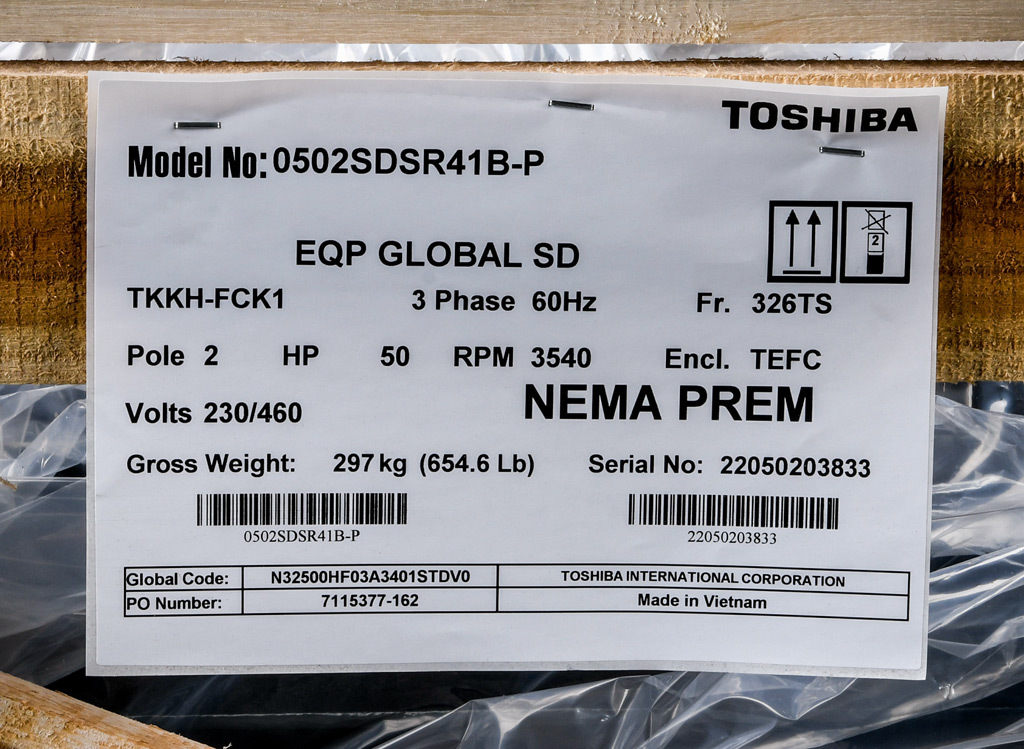 TOSHIBA
Model No: 0502SDSR41B-P
EQP GLOBAL SD
2
TKKH-FCK1 3 Phase 60Hz Fr. 326TS
Pole 2 HP 50 RPM 3540 Encl. TEFC
Volts 230/460 NEMA PREM
Gross Weight: 297 kg (654.6 Lb) Serial No: 22050203833
0502SDSR41B-P 22050203833
Global Code: N32500HF03A3401STDV0 TOSHIBA INTERNATIONAL CORPORATION
PO Number: 7115377-162 Made in Vietnam